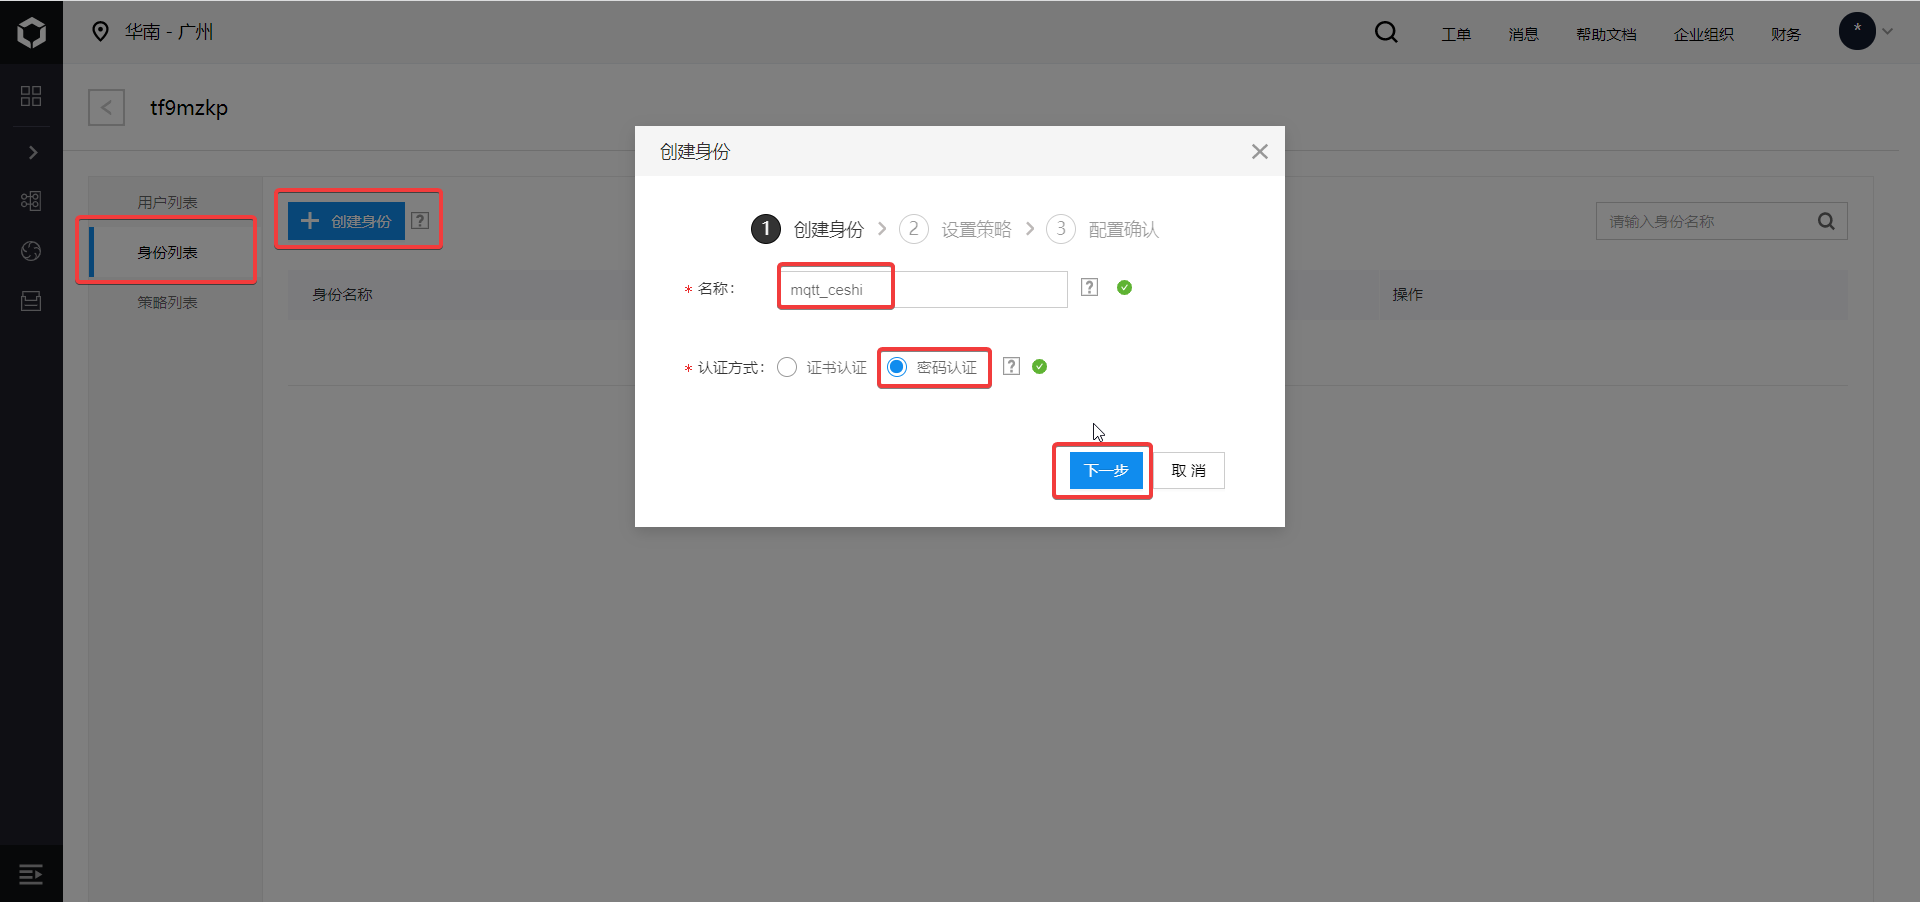 华南 - 广州
工单 消息 帮助文档 企业组织 财务 *
< tf9mzkp
用户列表
身份列表
策略列表
创建身份 ?
请输入身份名称
身份名称 操作
创建身份
1 创建身份 2 设置策略 3 配置确认
* 名称： mqtt_ceshi ?
* 认证方式： 证书认证 密码认证 ?
下一步 取 消